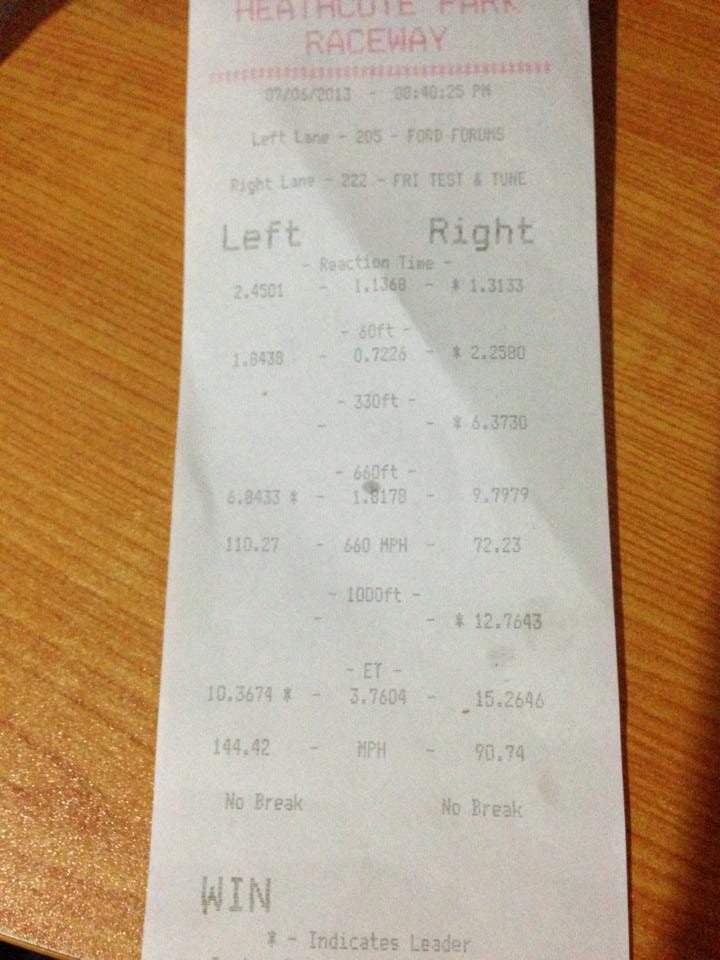 HEATHCOTE PARK
RACEWAY
07/06/2013 - 08:40:25 PM
Left Lane - 205 - FORD FORUMS
Right Lane - 222 - FRI TEST & TUNE
Left Right
- Reaction Time -
2.4501 - 1.1368 - * 1.3133
- 60ft -
1.8438 - 0.7226 - * 2.2580
- 330ft -
- - * 6.3730
- 660ft -
6.8433 * - 1.8178 - 9.7979
110.27 - 660 MPH - 72.23
- 1000ft -
- - * 12.7643
- ET -
10.3674 * - 3.7604 - 15.2646
144.42 - MPH - 90.74
No Break No Break
WIN
* - Indicates Leader